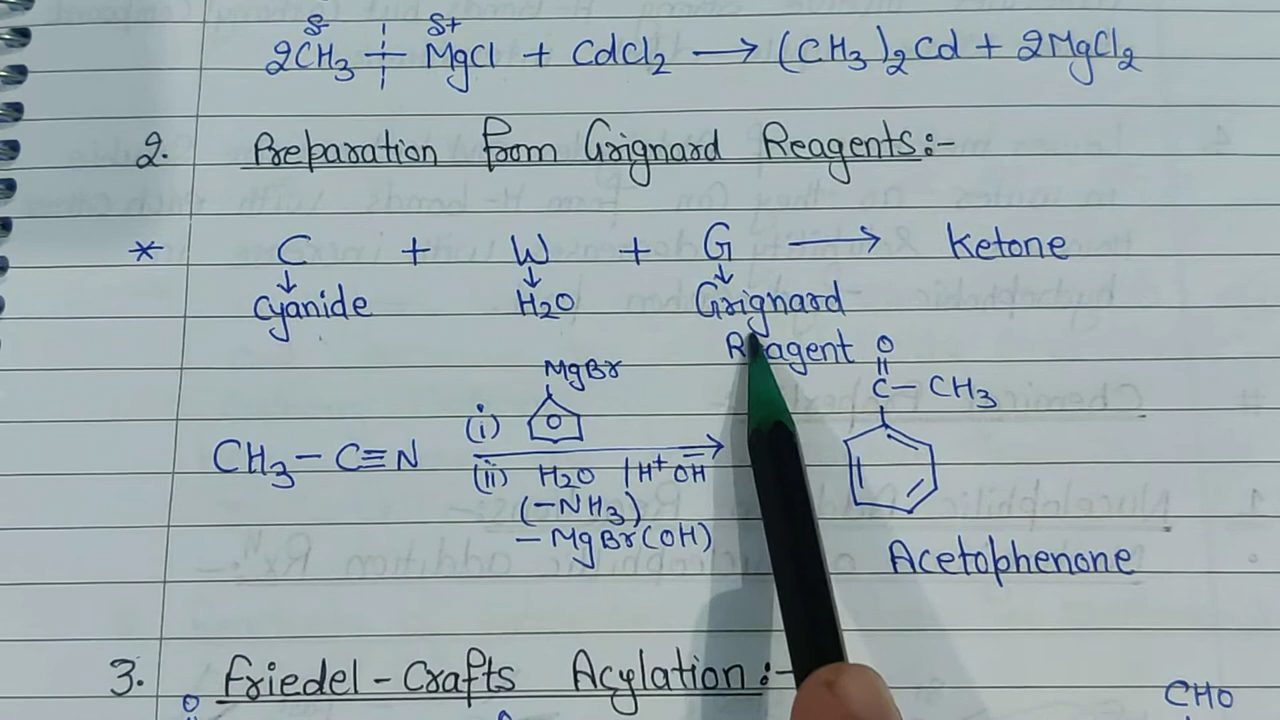 δ- δ+
2CH₃ + MgCl + CdCl₂ → (CH₃)₂Cd + 2MgCl₂
2. Preparation from Grignard Reagents:-
* C + W + G → Ketone
↓ ↓ ↓
Cyanide H₂O Grignard
Reagent
O
||
MgBr
C-CH₃
(i)
CH₃-C≡N
(ii) H₂O /H⁺ O̅H
(-NH₃)
-MgBr(OH)
Acetophenone
3. Friedel-Crafts Acylation:-
O
CHO